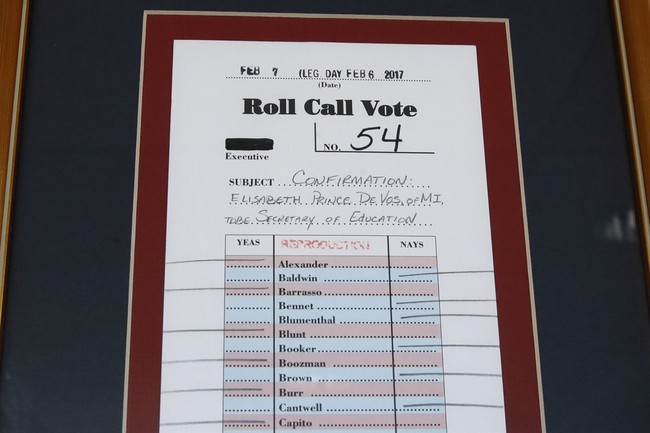 FEB 7 (LEG. DAY FEB 6 2017
(Date)
Roll Call Vote
Executive
NO. 54
SUBJECT CONFIRMATION:
ELISABETH PRINCE DEVOS, OF MI,
TO BE SECRETARY OF EDUCATION
YEAS REPRODUCTION NAYS
Alexander
Baldwin
Barrasso
Bennet
Blumenthal
Blunt
Booker
Boozman
Brown
Burr
Cantwell
Capito